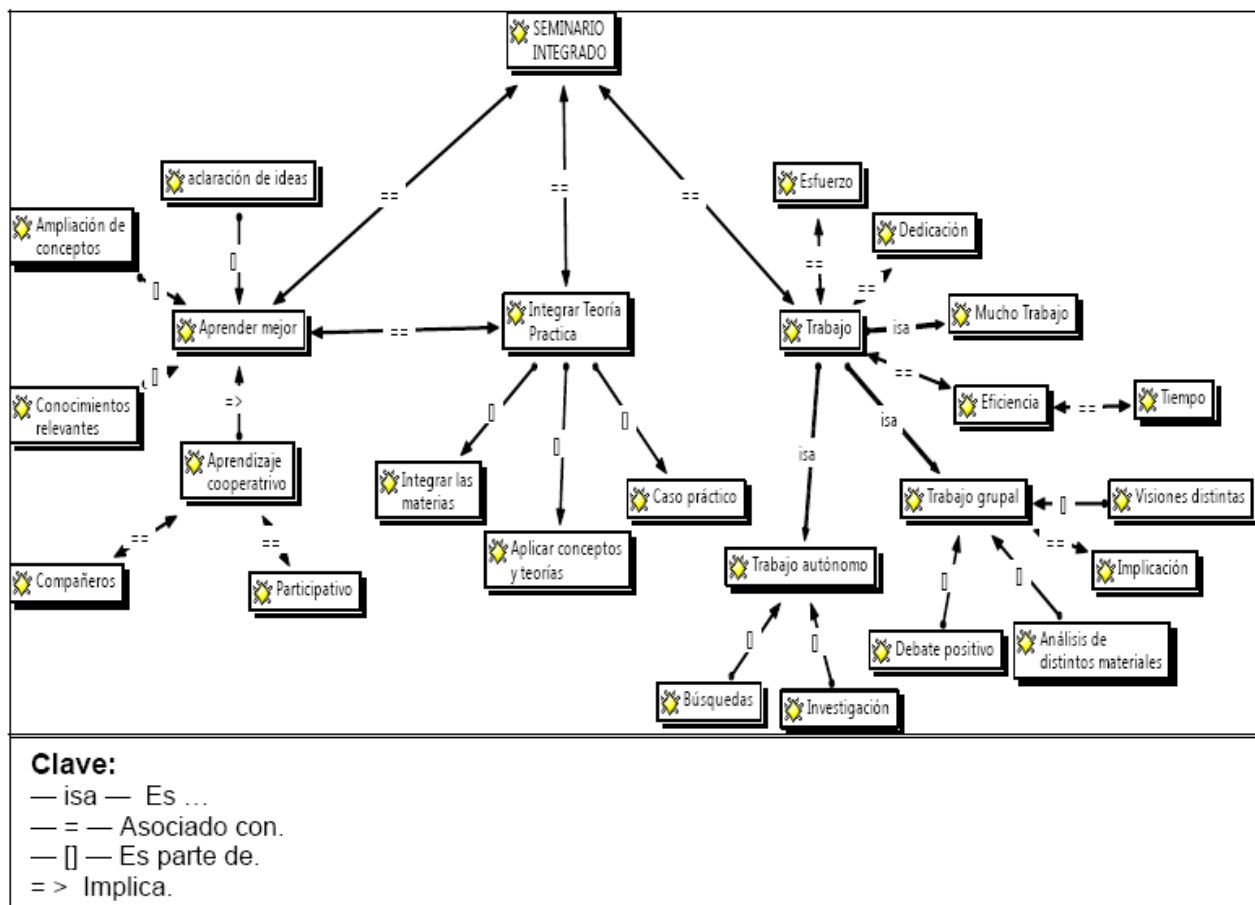 SEMINARIO
INTEGRADO
aclaración de ideas
Esfuerzo
Ampliación de
conceptos
Dedicación
==
==
==
[]
==
==
[]
Aprender mejor
==
Integrar Teoría
Practica
Trabajo
isa
Mucho Trabajo
[]
==
Conocimientos
relevantes
=>
Eficiencia
==
Tiempo
[]
[]
[]
isa
isa
Aprendizaje
cooperatrivo
Integrar las
materias
Caso práctico
Trabajo grupal
[]
Visiones distintas
==
==
==
Compañeros
Participativo
Aplicar conceptos
y teorías
Trabajo autónomo
Implicación
[]
[]
[]
[]
Debate positivo
Análisis de
distintos materiales
Búsquedas
Investigación
Clave:
— isa — Es ...
— = — Asociado con.
— [] — Es parte de.
= > Implica.